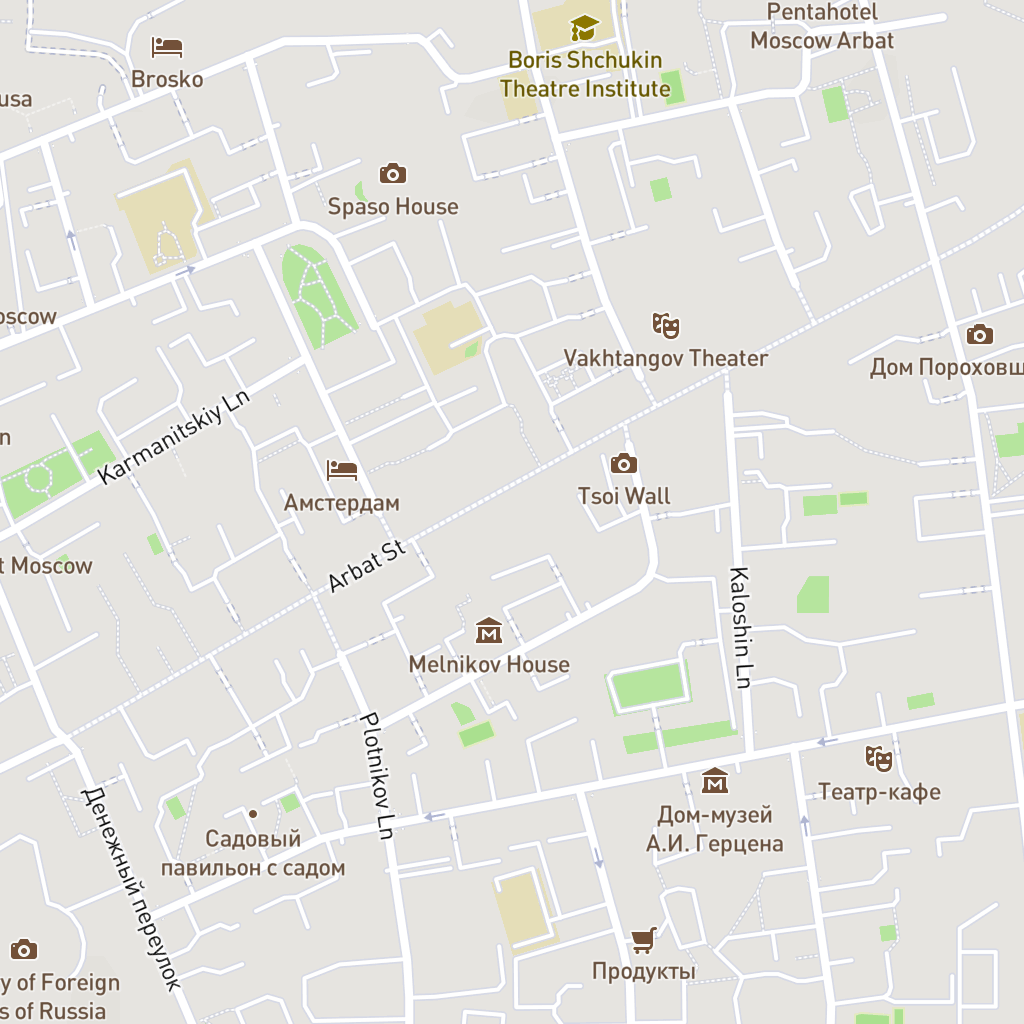 Pentahotel
Moscow Arbat
Brosko
Boris Shchukin
Theatre Institute
usa
Spaso House
oscow
Vakhtangov Theater
Дом Пороховщ
Karmanitskiy Ln
n
Амстердам
Tsoi Wall
Arbat St
t Moscow
Kaloshin Ln
Melnikov House
Plotnikov Ln
Денежный переулок
Театр-кафе
Дом-музей
А.И. Герцена
Садовый
павильон с садом
Продукты
y of Foreign
s of Russia